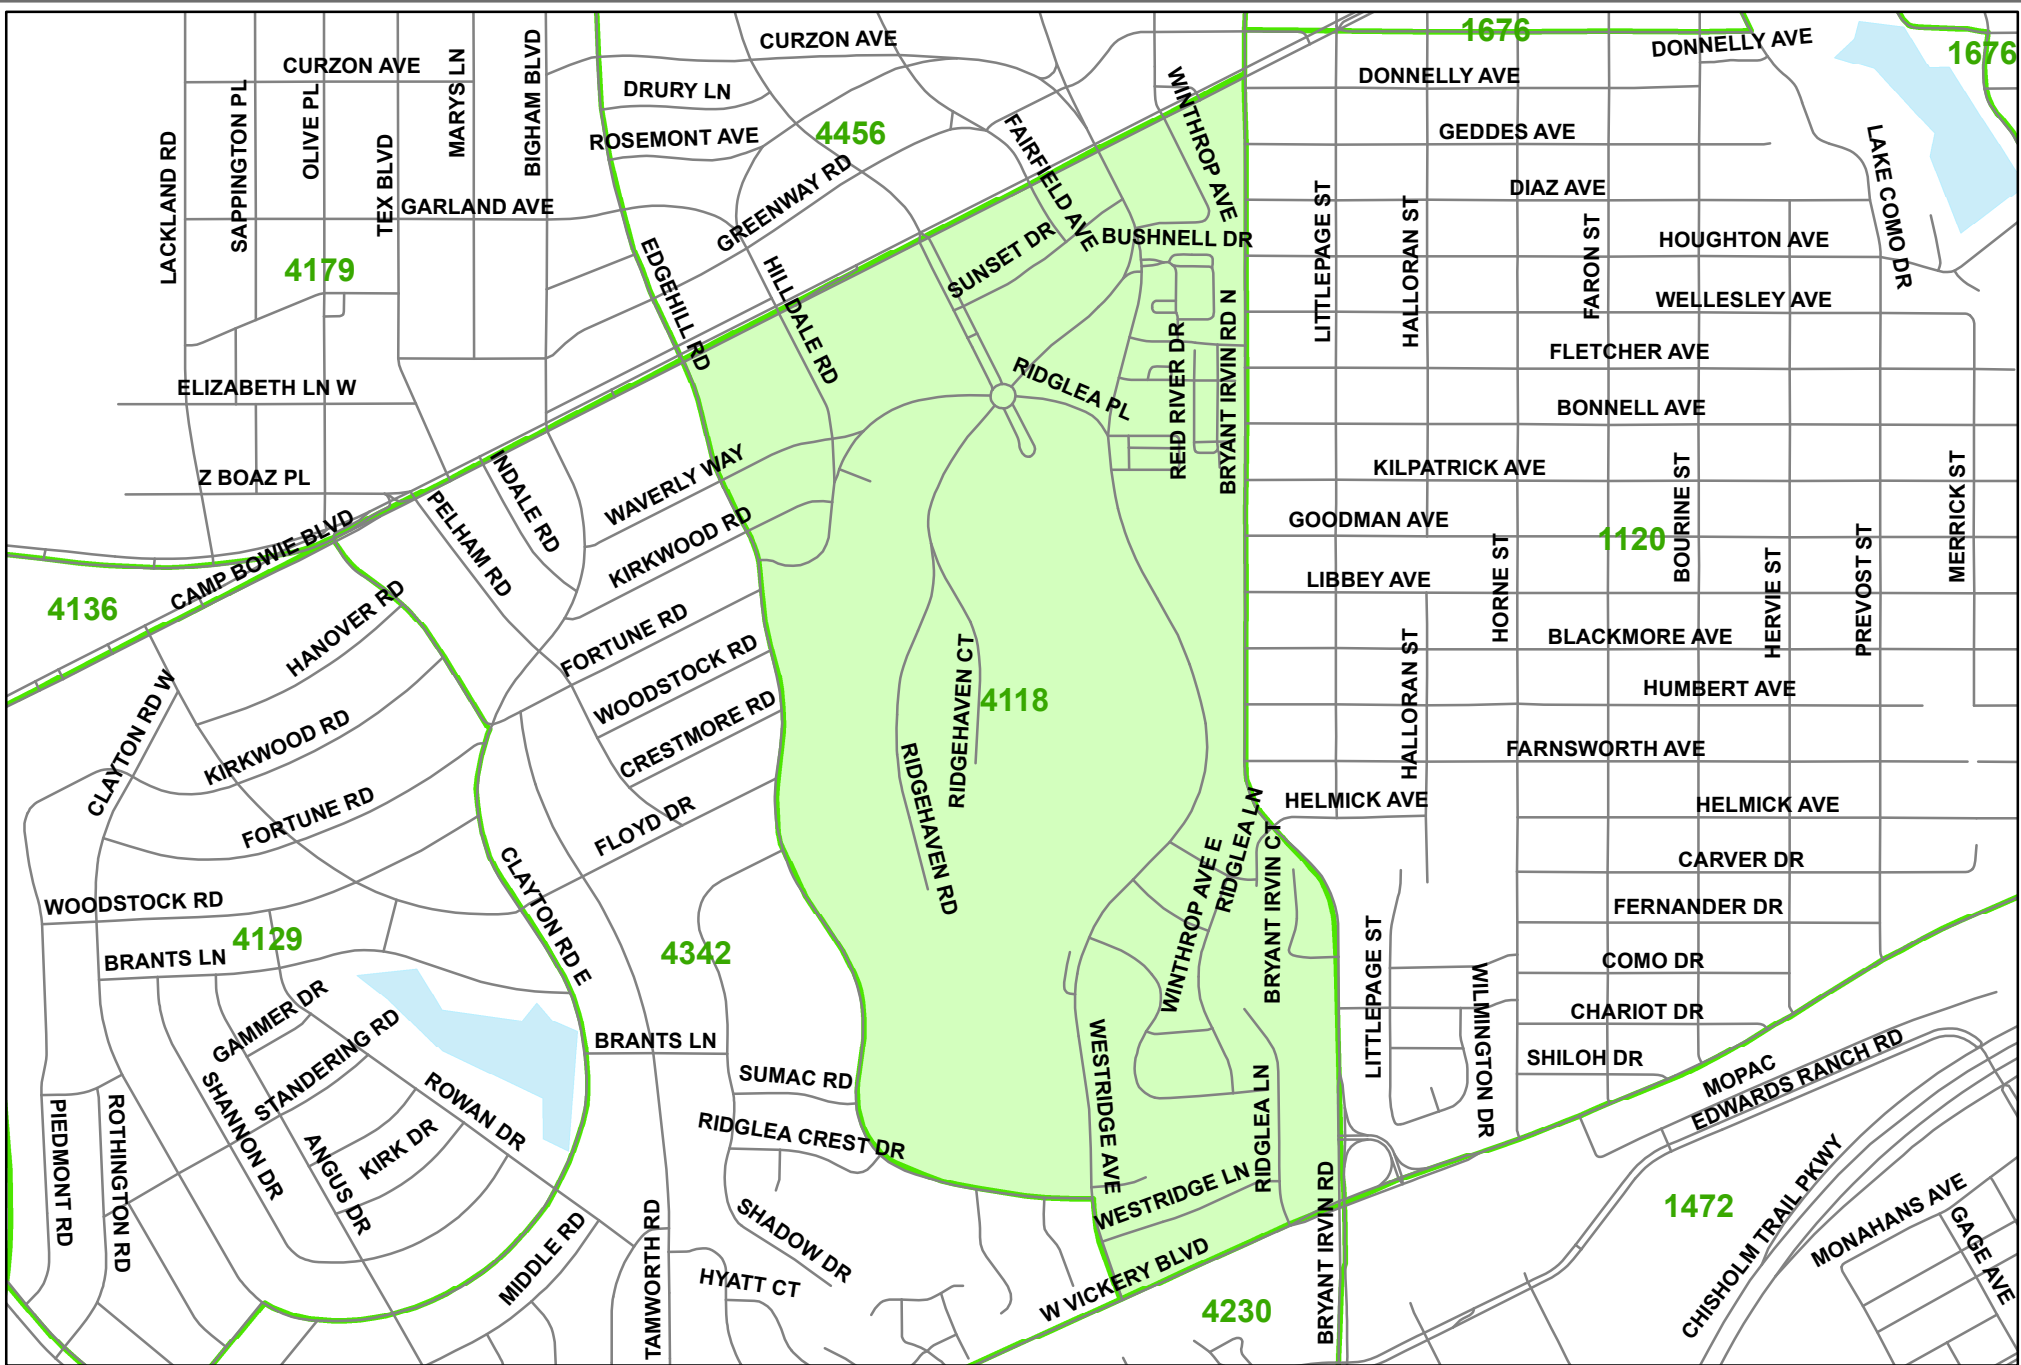 1676
CURZON AVE
DONNELLY AVE
1676
CURZON AVE
MARYS LN
BIGHAM BLVD
DRURY LN
DONNELLY AVE
SAPPINGTON PL
OLIVE PL
ROSEMONT AVE
4456
WINTHROP AVE
GEDDES AVE
LACKLAND RD
TEX BLVD
FAIRFIELD AVE
LAKE COMO DR
GARLAND AVE
GREENWAY RD
DIAZ AVE
LITTLEPAGE ST
HALLORAN ST
FARON ST
4179
EDGEHILL RD
HILLDALE RD
SUNSET DR
BUSHNELL DR
HOUGHTON AVE
WELLESLEY AVE
RED RIVER DR
BRYANT IRVIN RD N
FLETCHER AVE
ELIZABETH LN W
RIDGLEA PL
BONNELL AVE
Z BOAZ PL
INDALE RD
WAVERLY WAY
KILPATRICK AVE
BOURINE ST
MERRICK ST
CAMP BOWIE BLVD
PELHAM RD
KIRKWOOD RD
GOODMAN AVE
1120
HORNE ST
HERVIE ST
PREVOST ST
4136
HANOVER RD
LIBBEY AVE
FORTUNE RD
WOODSTOCK RD
RIDGEHAVEN CT
BLACKMORE AVE
HALLORAN ST
CLAYTON RD W
KIRKWOOD RD
CRESTMORE RD
4118
HUMBERT AVE
FARNSWORTH AVE
FORTUNE RD
FLOYD DR
RIDGEHAVEN RD
RIDGLEA LN
HELMICK AVE
HELMICK AVE
WOODSTOCK RD
CLAYTON RD E
WINTHROP AVE E
RIDGLEA LN
BRYANT IRVIN CT
CARVER DR
FERNANDER DR
4129
4342
BRANTS LN
LITTLEPAGE ST
WILMINGTON DR
COMO DR
GAMMER DR
STANDERING RD
BRANTS LN
CHARIOT DR
SHILOH DR
MOPAC
EDWARDS RANCH RD
SHANNON DR
ROWAN DR
SUMAC RD
WESTRIDGE AVE
RIDGLEA LN
PIEDMONT RD
ROTHINGTON RD
ANGUS DR
KIRK DR
RIDGLEA CREST DR
WESTRIDGE LN
CHISHOLM TRAIL PKWY
1472
MONAHANS AVE
GAGE AVE
MIDDLE RD
TAMWORTH RD
SHADOW DR
HYATT CT
W VICKERY BLVD
4230
BRYANT IRVIN RD